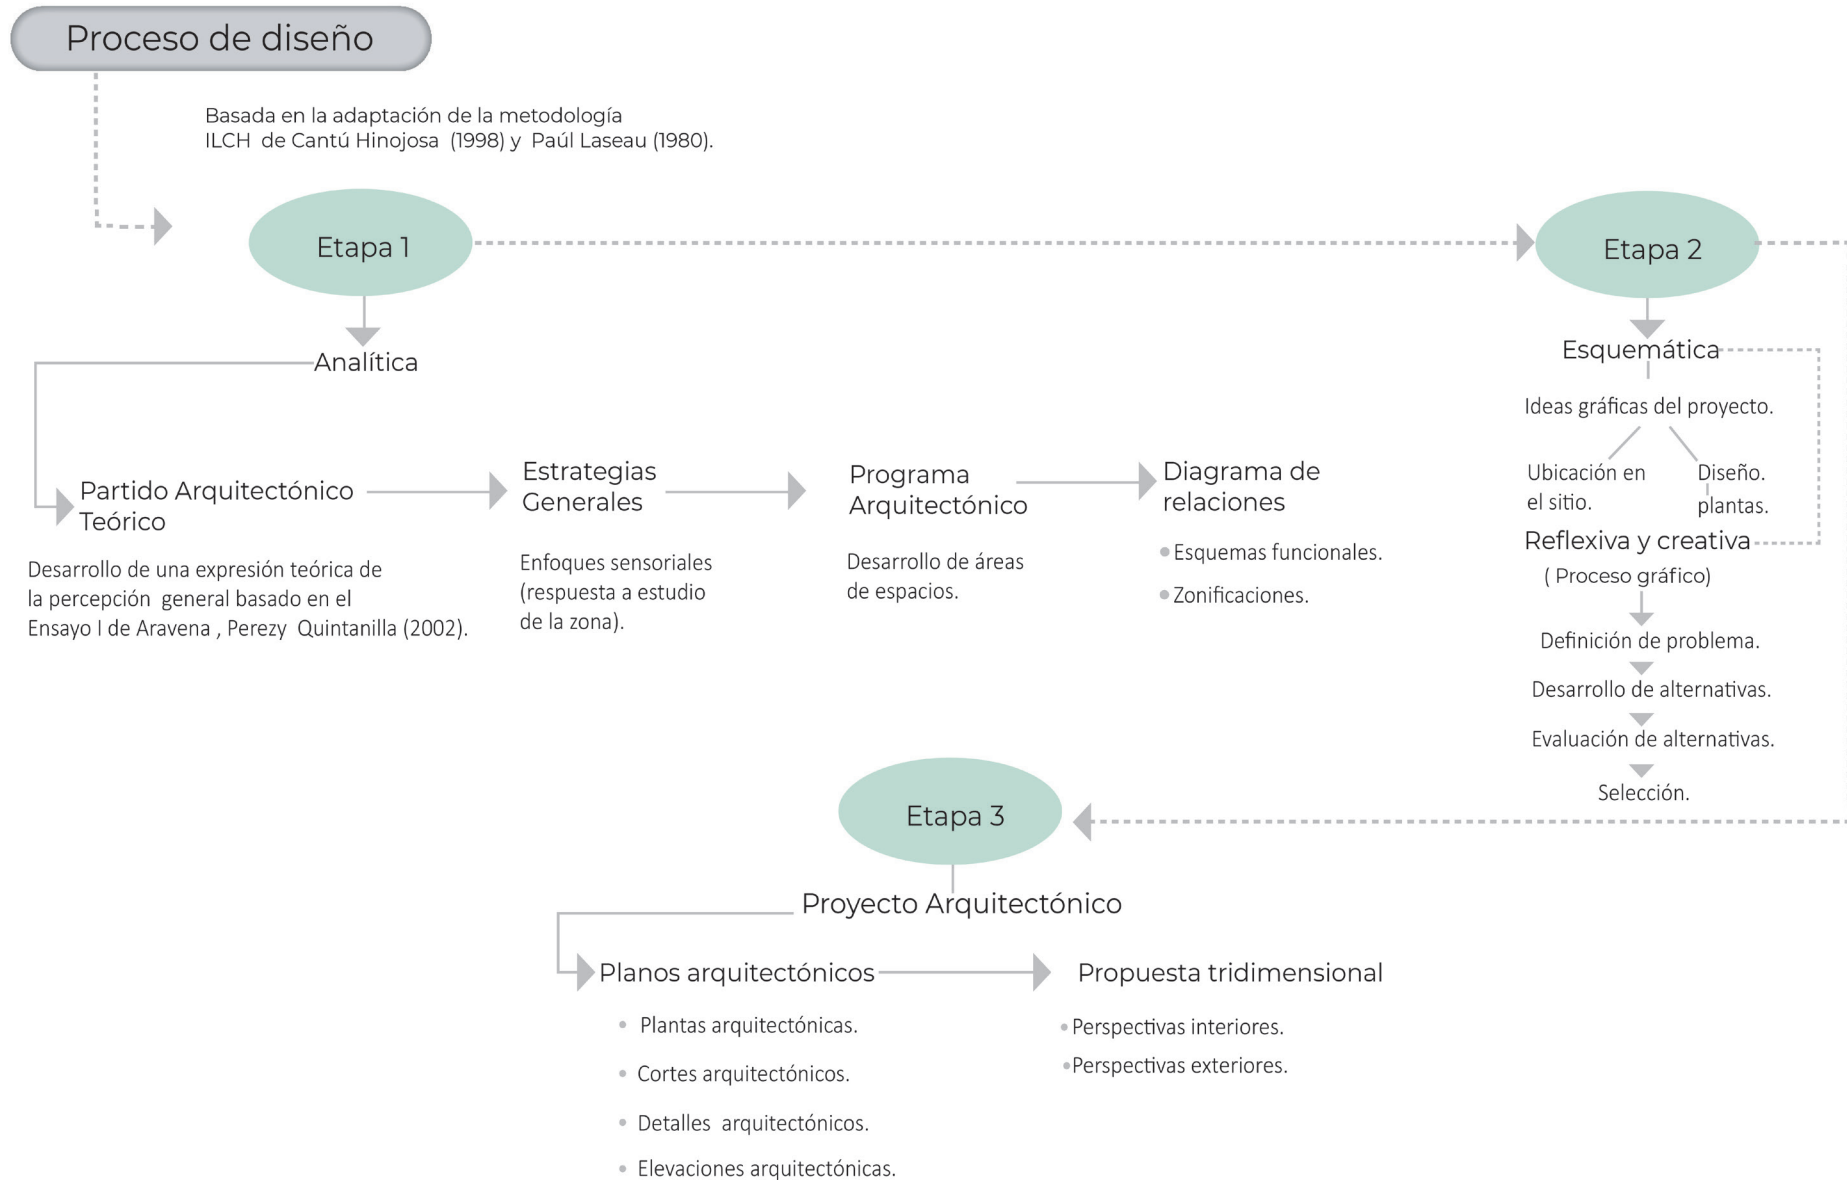 Proceso de diseño
Basada en la adaptación de la metodología
ILCH de Cantú Hinojosa (1998) y Paúl Laseau (1980).
Etapa 1
Analítica
Partido Arquitectónico
Teórico
Desarrollo de una expresión teórica de
la percepción general basado en el
Ensayo I de Aravena , Perezy Quintanilla (2002).
Estrategias
Generales
Enfoques sensoriales
(respuesta a estudio
de la zona).
Programa
Arquitectónico
Desarrollo de áreas
de espacios.
Diagrama de
relaciones
Esquemas funcionales.
Zonificaciones.
Etapa 2
Esquemática
Ideas gráficas del proyecto.
Ubicación en
el sitio.
Diseño.
plantas.
Reflexiva y creativa
( Proceso gráfico)
Definición de problema.
Desarrollo de alternativas.
Evaluación de alternativas.
Selección.
Etapa 3
Proyecto Arquitectónico
Planos arquitectónicos
Plantas arquitectónicas.
Cortes arquitectónicos.
Detalles arquitectónicos.
Elevaciones arquitectónicas.
Propuesta tridimensional
Perspectivas interiores.
Perspectivas exteriores.